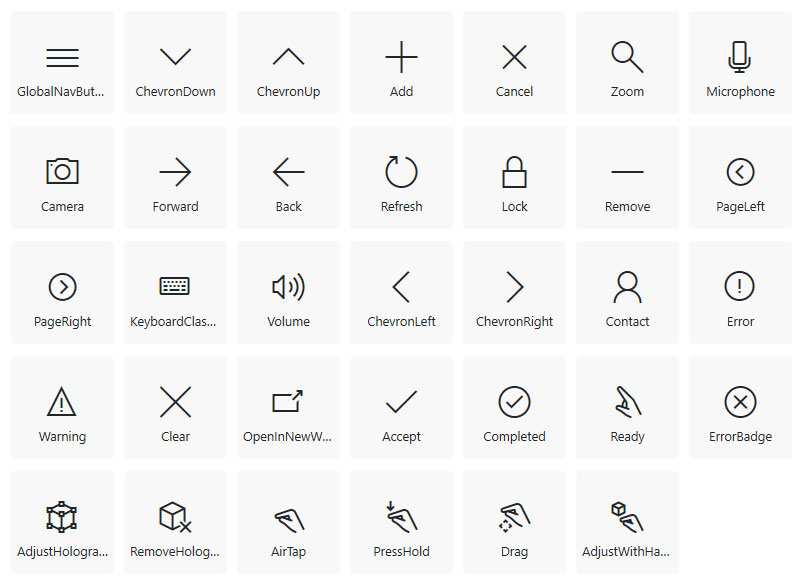 GlobalNavBut...
ChevronDown
ChevronUp
Add
Cancel
Zoom
Microphone
Camera
Forward
Back
Refresh
Lock
Remove
PageLeft
PageRight
KeyboardClas...
Volume
ChevronLeft
ChevronRight
Contact
Error
Warning
Clear
OpenInNewW...
Accept
Completed
Ready
ErrorBadge
AdjustHologra...
RemoveHolog...
AirTap
PressHold
Drag
AdjustWithHa...